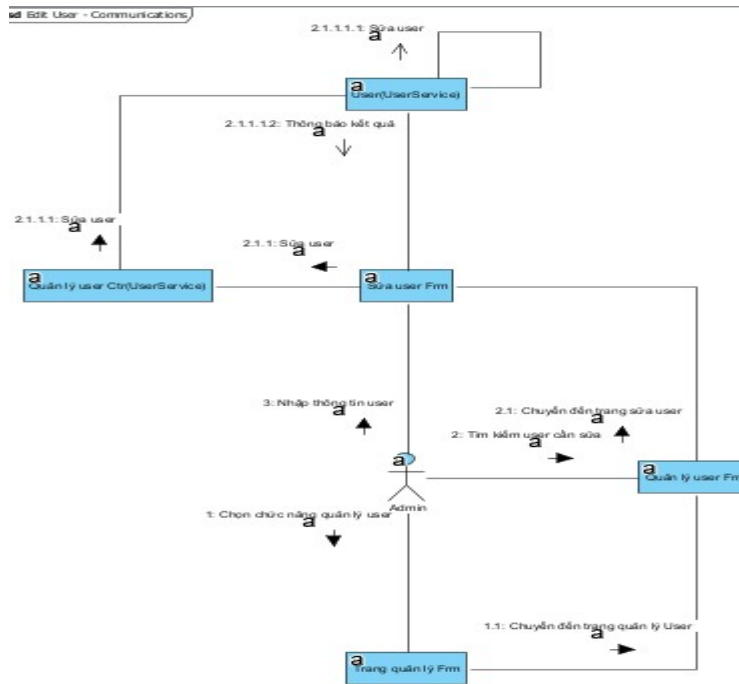 sd Edit User - Communications
2.1.1.1.1: Sửa user
a
a
User(UserService)
2.1.1.1.2: Thông báo kết quả
a
2.1.1.1: Sửa user
a
2.1.1: Sửa user
a
a
Quản lý user Ctr(UserService)
a
Sửa user Frm
3: Nhập thông tin user
a
2.1: Chuyển đến trang sửa user
a
2: Tìm kiếm user cần sửa
a
a
Admin
a
Quản lý user Frm
1: Chọn chức năng quản lý user
a
1.1: Chuyển đến trang quản lý User
a
a
Trang quản lý Frm